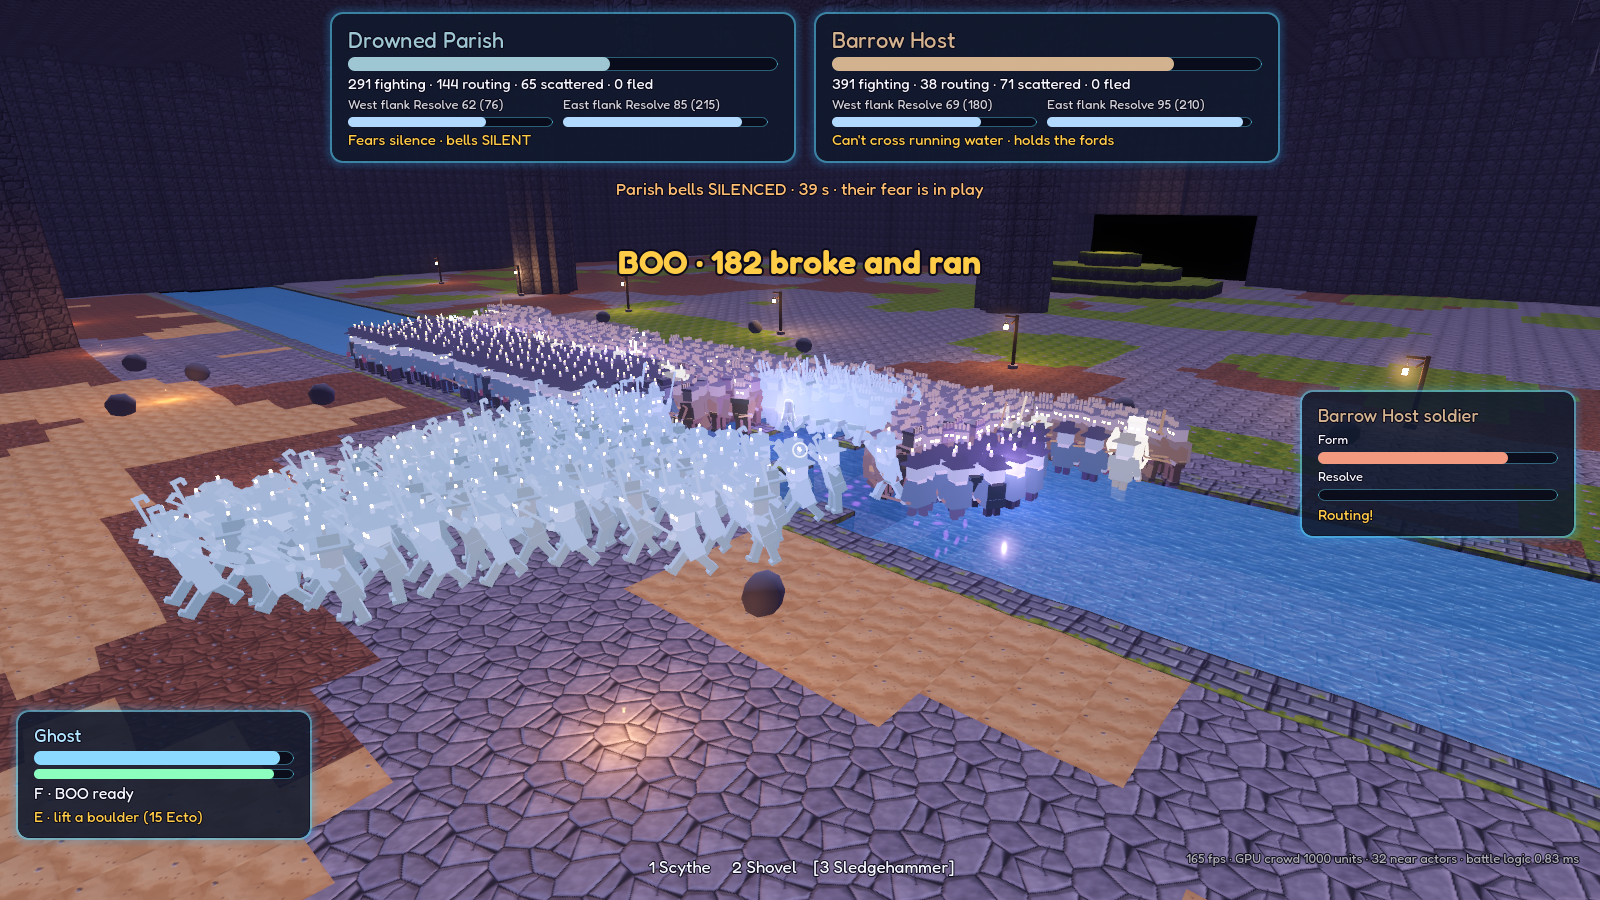 Drowned Parish
291 fighting · 144 routing · 65 scattered · 0 fled
West flank Resolve 62 (76)
East flank Resolve 85 (215)
Fears silence · bells SILENT
Barrow Host
391 fighting · 38 routing · 71 scattered · 0 fled
West flank Resolve 69 (180)
East flank Resolve 95 (210)
Can't cross running water · holds the fords
Parish bells SILENCED · 39 s · their fear is in play
BOO · 182 broke and ran
Barrow Host soldier
Form
Resolve
Routing!
Ghost
F · BOO ready
E · lift a boulder (15 Ecto)
1 Scythe 2 Shovel [3 Sledgehammer]
165 fps · GPU crowd 1000 units · 32 near actors · battle logic 0.83 ms